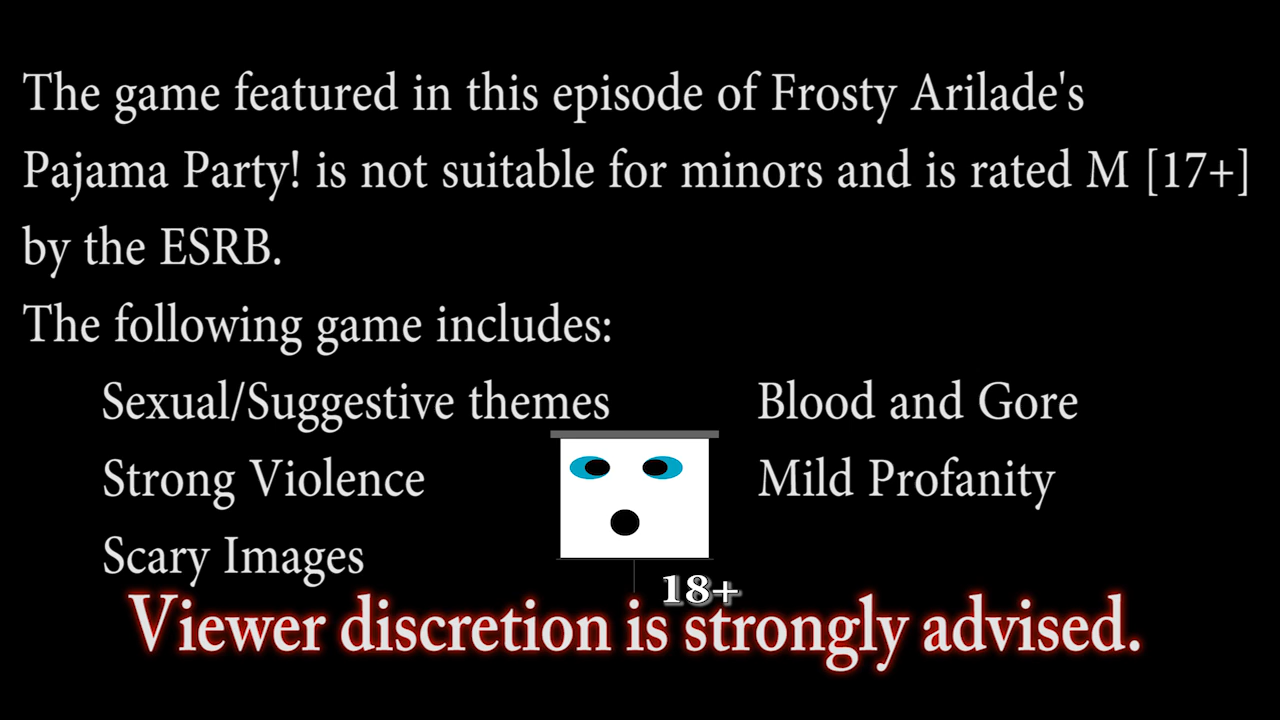 The game featured in this episode of Frosty Arilade's
Pajama Party! is not suitable for minors and is rated M [17+]
by the ESRB.
The following game includes:
Sexual/Suggestive themes Blood and Gore
Strong Violence Mild Profanity
Scary Images
18+
Viewer discretion is strongly advised.